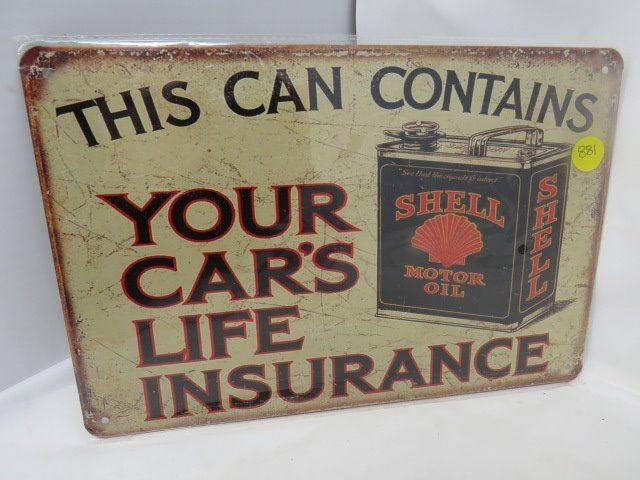 THIS CAN CONTAINS
YOUR
CAR'S
LIFE
INSURANCE
SHELL
MOTOR
OIL
SHELL
881